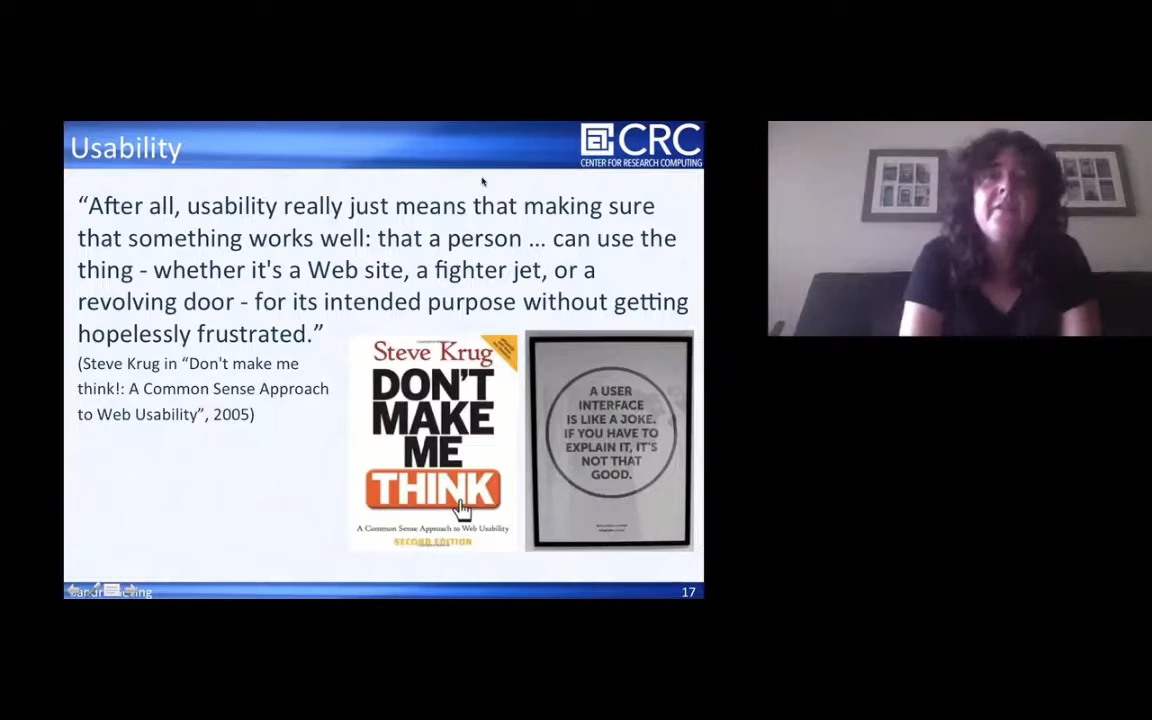 Usability
CRC
CENTER FOR RESEARCH COMPUTING
“After all, usability really just means that making sure
that something works well: that a person ... can use the
thing - whether it's a Web site, a fighter jet, or a
revolving door - for its intended purpose without getting
hopelessly frustrated.”
(Steve Krug in “Don't make me
think!: A Common Sense Approach
to Web Usability”, 2005)
Steve Krug
DON'T
MAKE
ME
THINK
A Common Sense Approach to Web Usability
SECOND EDITION
A USER
INTERFACE
IS LIKE A JOKE.
IF YOU HAVE TO
EXPLAIN IT, IT'S
NOT THAT
GOOD.
17